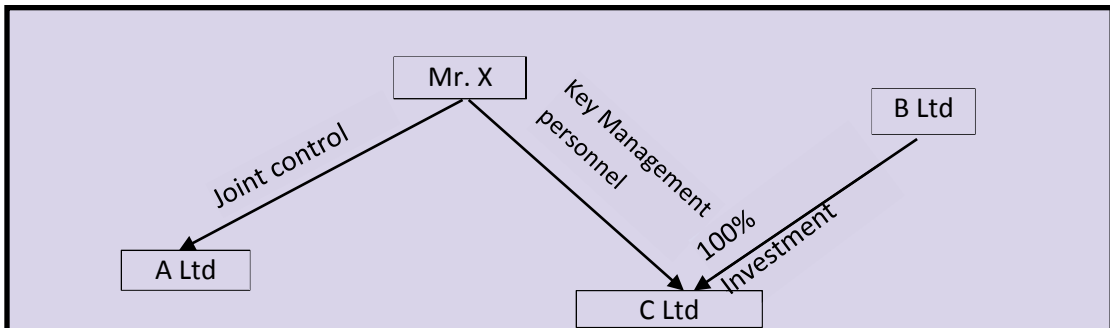 Mr. X
B Ltd
Key Management
personnel
Joint control
100%
Investment
A Ltd
C Ltd